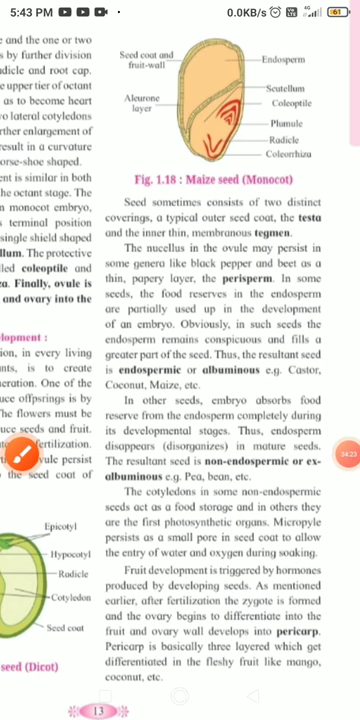 5:43 PM
0.0KB/s
4G
61
e and the one or two
s by further division
adicle and root cap.
e upper tier of octant
as to become heart
vo lateral cotyledons
rther enlargement of
result in a curvature
orse-shoe shaped.
ent is similar in both
he octant stage. The
n monocot embryo,
s terminal position
single shield shaped
llum. The protective
lled coleoptile and
za. Finally, ovule is
and ovary into the
lopment :
ion, in every living
nts, is to create
neration. One of the
uce offsprings is by
The flowers must be
uce seeds and fruit.
fertilization.
vule persist
the seed coat of
Epicotyl
Hypocotyl
Radicle
Cotyledon
Seed coat
seed (Dicot)
Seed coat and
fruit-wall
Aleurone
layer
Endosperm
Scutellum
Coleoptile
Plumule
Radicle
Coleorrhiza
Fig. 1.18 : Maize seed (Monocot)
Seed sometimes consists of two distinct
coverings, a typical outer seed coat, the testa
and the inner thin, membranous tegmen.
The nucellus in the ovule may persist in
some genera like black pepper and beet as a
thin, papery layer, the perisperm. In some
seeds, the food reserves in the endosperm
are partially used up in the development
of an embryo. Obviously, in such seeds the
endosperm remains conspicuous and fills a
greater part of the seed. Thus, the resultant seed
is endospermic or albuminous e.g. Castor,
Coconut, Maize, etc.
In other seeds, embryo absorbs food
reserve from the endosperm completely during
its developmental stages. Thus, endosperm
disappears (disorganizes) in mature seeds.
The resultant seed is non-endospermic or ex-
albuminous e.g. Pea, bean, etc.
The cotyledons in some non-endospermic
seeds act as a food storage and in others they
are the first photosynthetic organs. Micropyle
persists as a small pore in seed coat to allow
the entry of water and oxygen during soaking.
Fruit development is triggered by hormones
produced by developing seeds. As mentioned
earlier, after fertilization the zygote is formed
and the ovary begins to differentiate into the
fruit and ovary wall develops into pericarp.
Pericarp is basically three layered which get
differentiated in the fleshy fruit like mango,
coconut, etc.
34:23
13